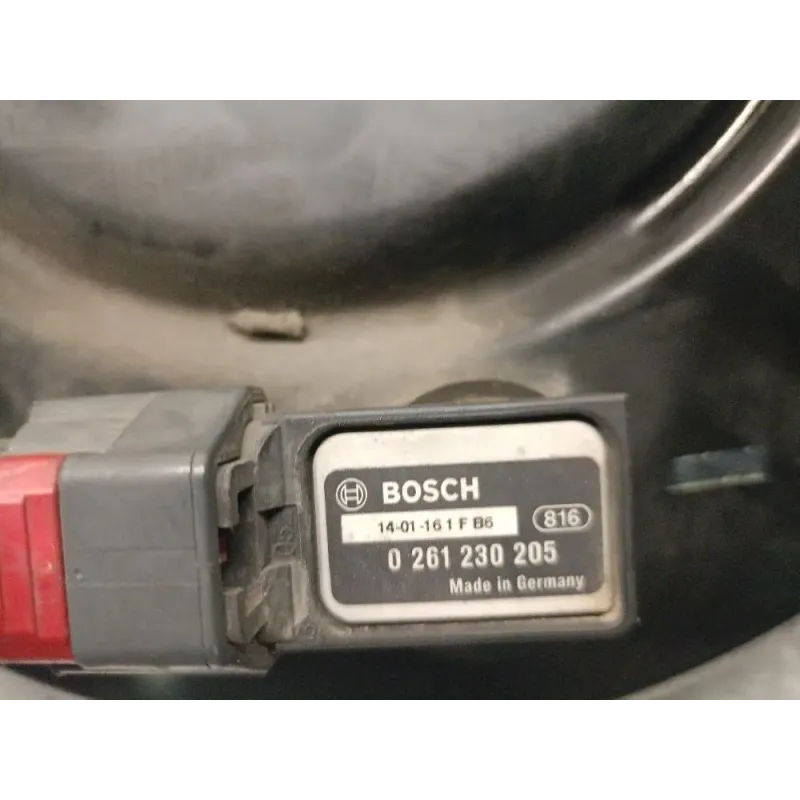 BOSCH
14-01-16 1 F B6
816
0 261 230 205
Made in Germany